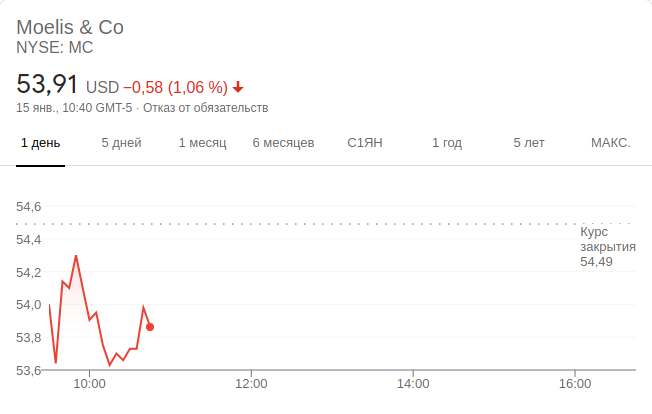 Moelis & Co
NYSE: MC
53,91 USD −0,58 (1,06 %)
15 янв., 10:40 GMT-5 · Отказ от обязательств
1 день 5 дней 1 месяц 6 месяцев С1ЯН 1 год 5 лет МАКС.
54,6
54,4
54,2
54,0
53,8
53,6
Курс
закрытия
54,49
10:00 12:00 14:00 16:00